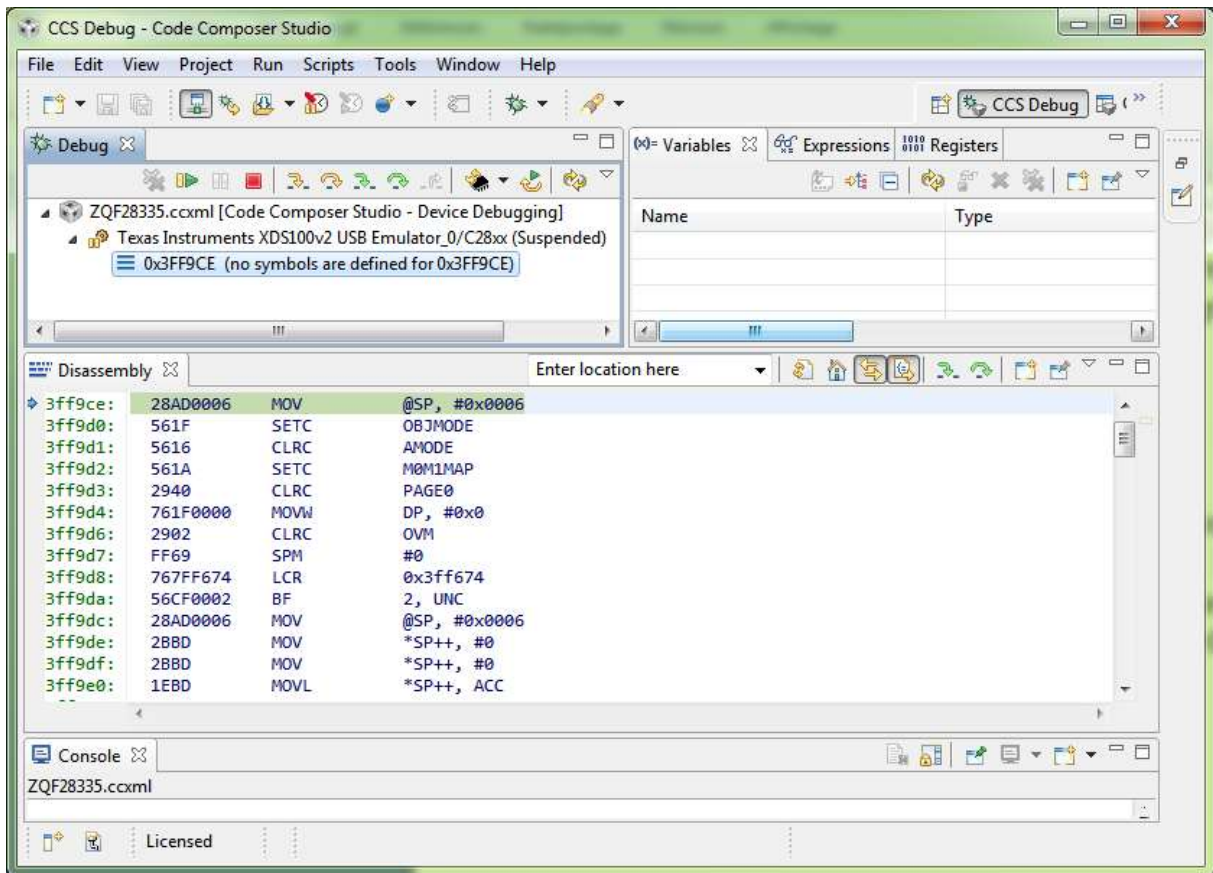 CCS Debug - Code Composer Studio
File Edit View Project Run Scripts Tools Window Help
CCS Debug
Debug
(x)= Variables Expressions 1010 0101 Registers
ZQF28335.ccxml [Code Composer Studio - Device Debugging]
Texas Instruments XDS100v2 USB Emulator_0/C28xx (Suspended)
0x3FF9CE (no symbols are defined for 0x3FF9CE)
Name Type
Disassembly Enter location here
3ff9ce: 28AD0006 MOV @SP, #0x0006
3ff9d0: 561F SETC OBJMODE
3ff9d1: 5616 CLRC AMODE
3ff9d2: 561A SETC M0M1MAP
3ff9d3: 2940 CLRC PAGE0
3ff9d4: 761F0000 MOVW DP, #0x0
3ff9d6: 2902 CLRC OVM
3ff9d7: FF69 SPM #0
3ff9d8: 767FF674 LCR 0x3ff674
3ff9da: 56CF0002 BF 2, UNC
3ff9dc: 28AD0006 MOV @SP, #0x0006
3ff9de: 2BBD MOV *SP++, #0
3ff9df: 2BBD MOV *SP++, #0
3ff9e0: 1EBD MOVL *SP++, ACC
Console
ZQF28335.ccxml
Licensed